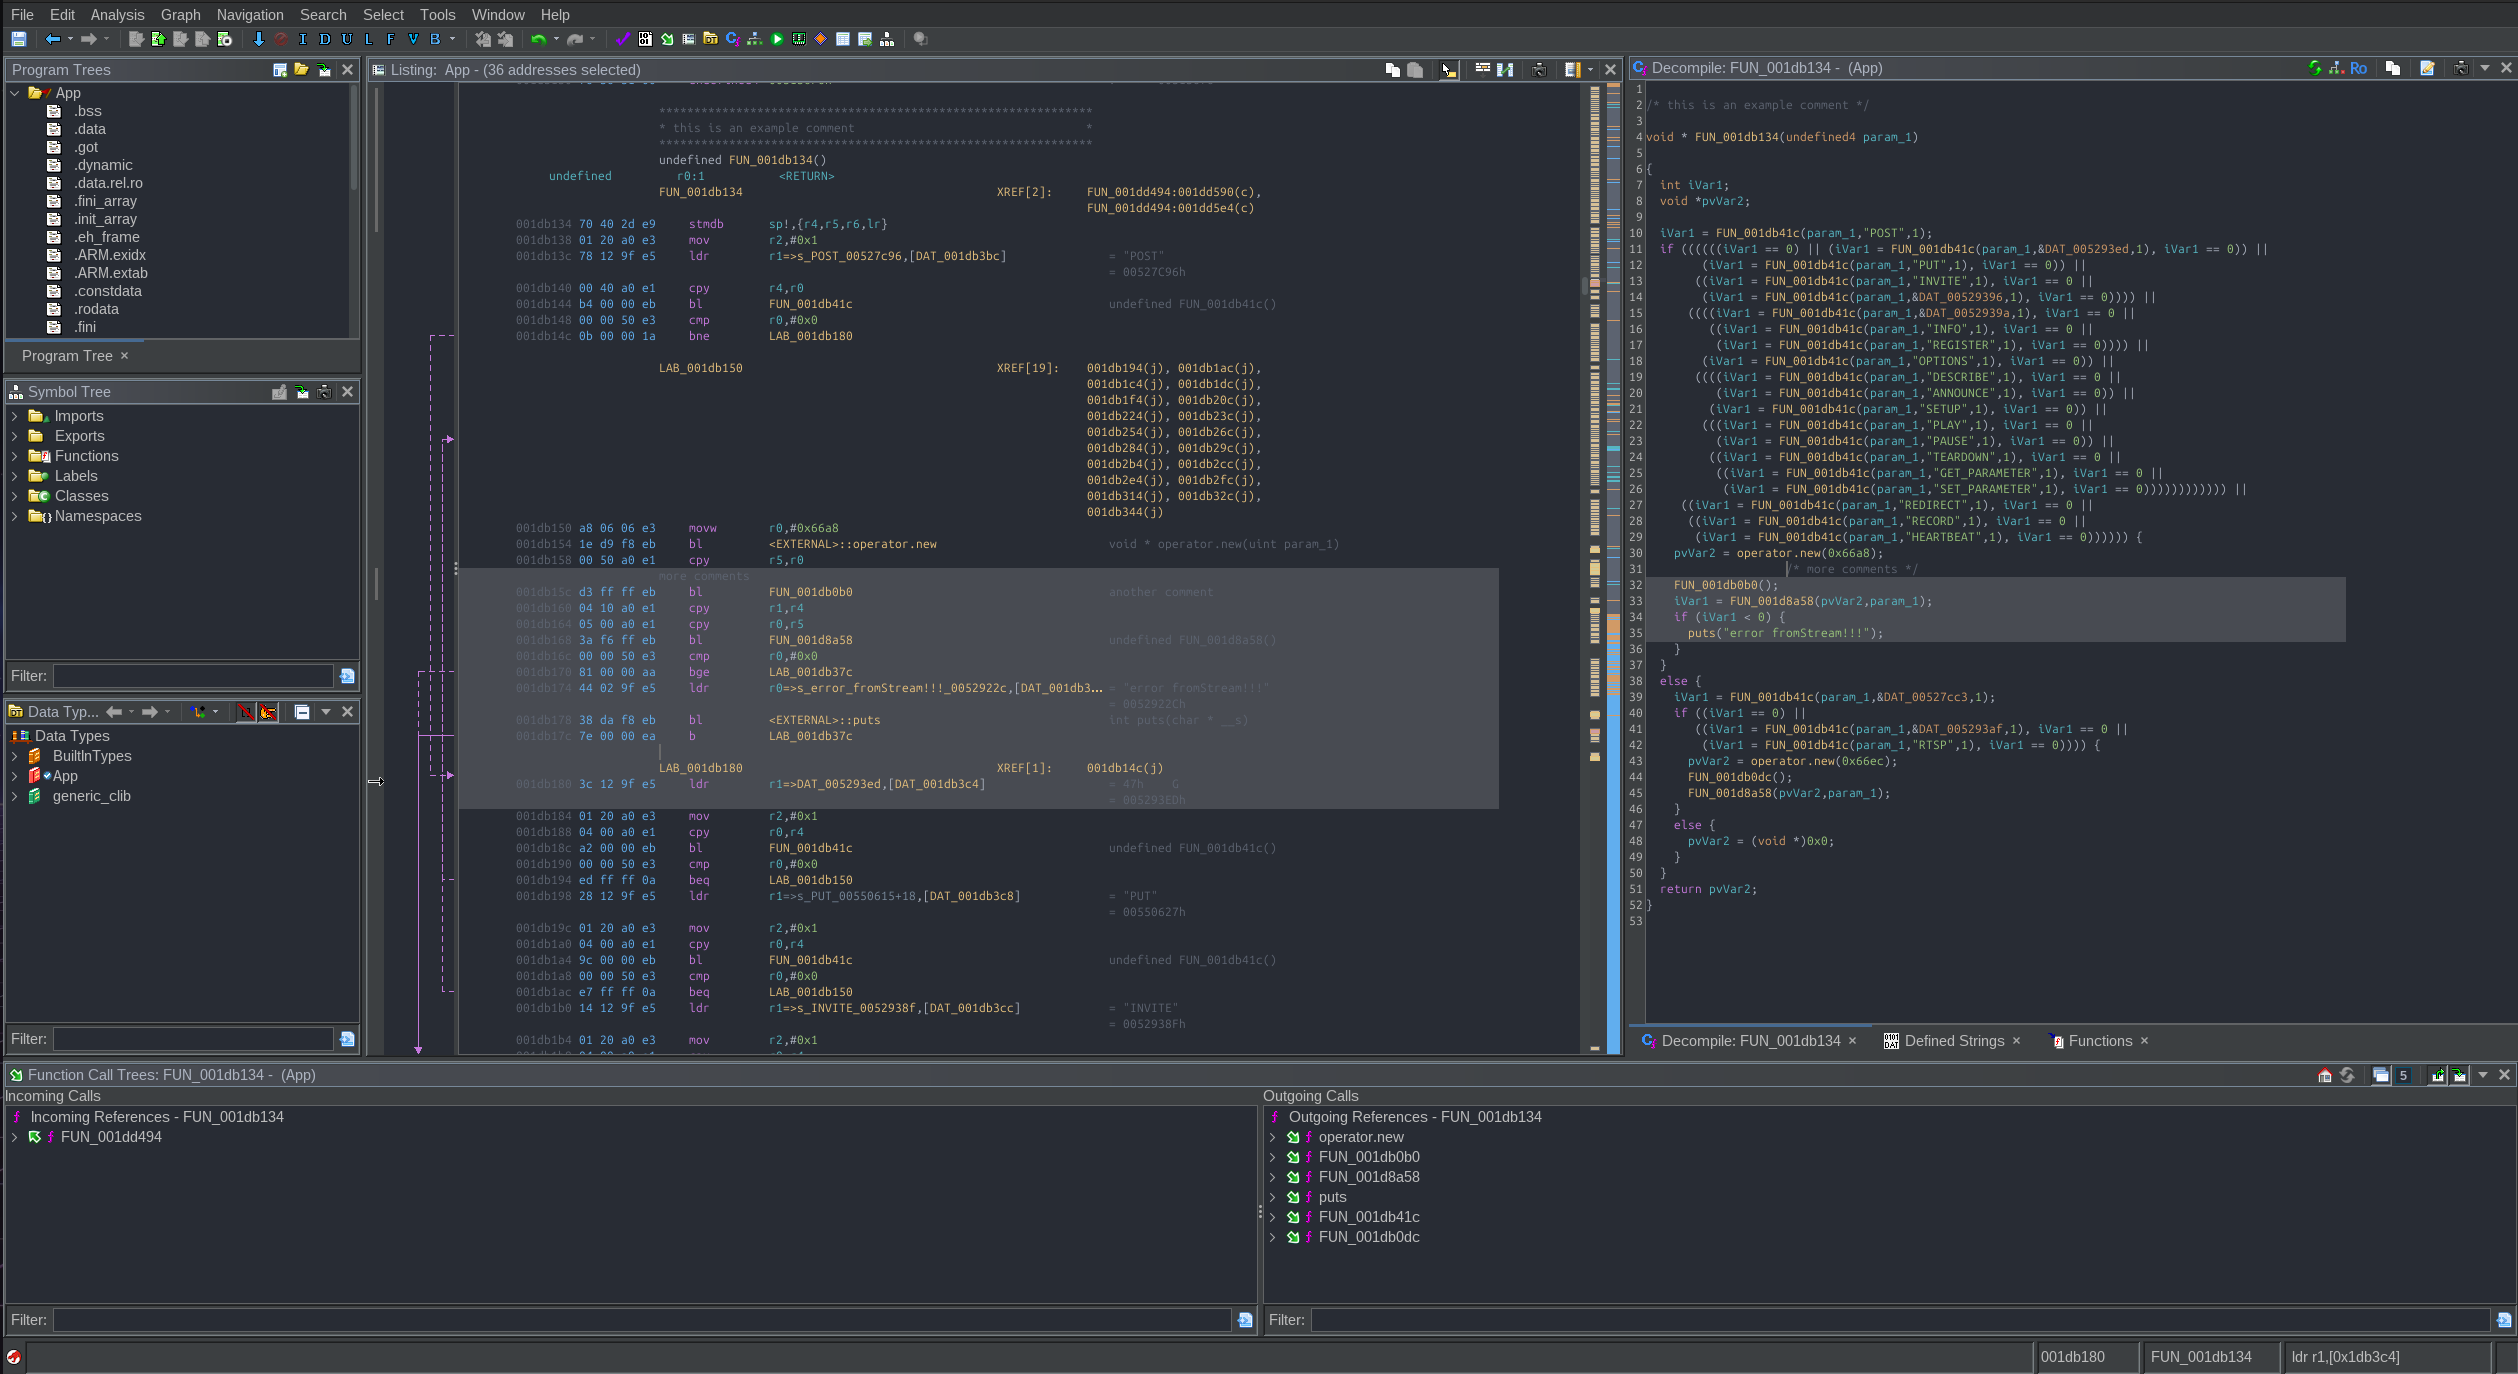 File Edit Analysis Graph Navigation Search Select Tools Window Help
I D U L F V B
Program Trees
App
.bss
.data
.got
.dynamic
.data.rel.ro
.fini_array
.init_array
.eh_frame
.ARM.exidx
.ARM.extab
.constdata
.rodata
.fini
Program Tree ×
Symbol Tree
Imports
Exports
Functions
Labels
Classes
Namespaces
Filter:
Data Typ...
Data Types
BuiltInTypes
App
generic_clib
Filter:
Listing: App - (36 addresses selected)
******************************************************************
* this is an example comment *
******************************************************************
undefined FUN_001db134()
undefined r0:1 <RETURN>
FUN_001db134 XREF[2]: FUN_001dd494:001dd590(c),
FUN_001dd494:001dd5e4(c)
001db134 70 40 2d e9 stmdb sp!,{r4,r5,r6,lr}
001db138 01 20 a0 e3 mov r2,#0x1
001db13c 78 12 9f e5 ldr r1=>s_POST_00527c96,[DAT_001db3bc] = "POST"
= 00527C96h
001db140 00 40 a0 e1 cpy r4,r0
001db144 b4 00 00 eb bl FUN_001db41c undefined FUN_001db41c()
001db148 00 00 50 e3 cmp r0,#0x0
001db14c 0b 00 00 1a bne LAB_001db180
LAB_001db150 XREF[19]: 001db194(j), 001db1ac(j),
001db1c4(j), 001db1dc(j),
001db1f4(j), 001db20c(j),
001db224(j), 001db23c(j),
001db254(j), 001db26c(j),
001db284(j), 001db29c(j),
001db2b4(j), 001db2cc(j),
001db2e4(j), 001db2fc(j),
001db314(j), 001db32c(j),
001db344(j)
001db150 a8 06 06 e3 movw r0,#0x66a8
001db154 1e d9 f8 eb bl <EXTERNAL>::operator.new void * operator.new(uint param_1)
001db158 00 50 a0 e1 cpy r5,r0
more comments
001db15c d3 ff ff eb bl FUN_001db0b0 another comment
001db160 04 10 a0 e1 cpy r1,r4
001db164 05 00 a0 e1 cpy r0,r5
001db168 3a f6 ff eb bl FUN_001d8a58 undefined FUN_001d8a58()
001db16c 00 00 50 e3 cmp r0,#0x0
001db170 81 00 00 aa bge LAB_001db37c
001db174 44 02 9f e5 ldr r0=>s_error_fromStream!!!_0052922c,[DAT_001db3... = "error fromStream!!!"
= 0052922Ch
001db178 38 da f8 eb bl <EXTERNAL>::puts int puts(char * __s)
001db17c 7e 00 00 ea b LAB_001db37c
LAB_001db180 XREF[1]: 001db14c(j)
001db180 3c 12 9f e5 ldr r1=>DAT_005293ed,[DAT_001db3c4] = 47h G
= 005293EDh
001db184 01 20 a0 e3 mov r2,#0x1
001db188 04 00 a0 e1 cpy r0,r4
001db18c a2 00 00 eb bl FUN_001db41c undefined FUN_001db41c()
001db190 00 00 50 e3 cmp r0,#0x0
001db194 ed ff ff 0a beq LAB_001db150
001db198 28 12 9f e5 ldr r1=>s_PUT_00550615+18,[DAT_001db3c8] = "PUT"
= 00550627h
001db19c 01 20 a0 e3 mov r2,#0x1
001db1a0 04 00 a0 e1 cpy r0,r4
001db1a4 9c 00 00 eb bl FUN_001db41c undefined FUN_001db41c()
001db1a8 00 00 50 e3 cmp r0,#0x0
001db1ac e7 ff ff 0a beq LAB_001db150
001db1b0 14 12 9f e5 ldr r1=>s_INVITE_0052938f,[DAT_001db3cc] = "INVITE"
= 0052938Fh
001db1b4 01 20 a0 e3 mov r2,#0x1
Decompile: FUN_001db134 - (App)
Ro
1
2 /* this is an example comment */
3
4 void * FUN_001db134(undefined4 param_1)
5
6 {
7 int iVar1;
8 void *pvVar2;
9
10 iVar1 = FUN_001db41c(param_1,"POST",1);
11 if ((((((iVar1 == 0) || (iVar1 = FUN_001db41c(param_1,&DAT_005293ed,1), iVar1 == 0)) ||
12 (iVar1 = FUN_001db41c(param_1,"PUT",1), iVar1 == 0)) ||
13 ((iVar1 = FUN_001db41c(param_1,"INVITE",1), iVar1 == 0 ||
14 (iVar1 = FUN_001db41c(param_1,&DAT_00529396,1), iVar1 == 0)))) ||
15 ((((iVar1 = FUN_001db41c(param_1,&DAT_0052939a,1), iVar1 == 0 ||
16 ((iVar1 = FUN_001db41c(param_1,"INFO",1), iVar1 == 0 ||
17 (iVar1 = FUN_001db41c(param_1,"REGISTER",1), iVar1 == 0)))) ||
18 (iVar1 = FUN_001db41c(param_1,"OPTIONS",1), iVar1 == 0)) ||
19 ((((iVar1 = FUN_001db41c(param_1,"DESCRIBE",1), iVar1 == 0 ||
20 (iVar1 = FUN_001db41c(param_1,"ANNOUNCE",1), iVar1 == 0)) ||
21 (iVar1 = FUN_001db41c(param_1,"SETUP",1), iVar1 == 0)) ||
22 (((iVar1 = FUN_001db41c(param_1,"PLAY",1), iVar1 == 0 ||
23 (iVar1 = FUN_001db41c(param_1,"PAUSE",1), iVar1 == 0)) ||
24 ((iVar1 = FUN_001db41c(param_1,"TEARDOWN",1), iVar1 == 0 ||
25 ((iVar1 = FUN_001db41c(param_1,"GET_PARAMETER",1), iVar1 == 0 ||
26 (iVar1 = FUN_001db41c(param_1,"SET_PARAMETER",1), iVar1 == 0)))))))))))) ||
27 ((iVar1 = FUN_001db41c(param_1,"REDIRECT",1), iVar1 == 0 ||
28 ((iVar1 = FUN_001db41c(param_1,"RECORD",1), iVar1 == 0 ||
29 (iVar1 = FUN_001db41c(param_1,"HEARTBEAT",1), iVar1 == 0)))))) {
30 pvVar2 = operator.new(0x66a8);
31 /* more comments */
32 FUN_001db0b0();
33 iVar1 = FUN_001d8a58(pvVar2,param_1);
34 if (iVar1 < 0) {
35 puts("error fromStream!!!");
36 }
37 }
38 else {
39 iVar1 = FUN_001db41c(param_1,&DAT_00527cc3,1);
40 if ((iVar1 == 0) ||
41 ((iVar1 = FUN_001db41c(param_1,&DAT_005293af,1), iVar1 == 0 ||
42 (iVar1 = FUN_001db41c(param_1,"RTSP",1), iVar1 == 0)))) {
43 pvVar2 = operator.new(0x66ec);
44 FUN_001db0dc();
45 FUN_001d8a58(pvVar2,param_1);
46 }
47 else {
48 pvVar2 = (void *)0x0;
49 }
50 }
51 return pvVar2;
52 }
53
Decompile: FUN_001db134 × Defined Strings × Functions ×
Function Call Trees: FUN_001db134 - (App)
5
Incoming Calls
Incoming References - FUN_001db134
FUN_001dd494
Filter:
Outgoing Calls
Outgoing References - FUN_001db134
operator.new
FUN_001db0b0
FUN_001d8a58
puts
FUN_001db41c
FUN_001db0dc
Filter:
001db180 FUN_001db134 ldr r1,[0x1db3c4]